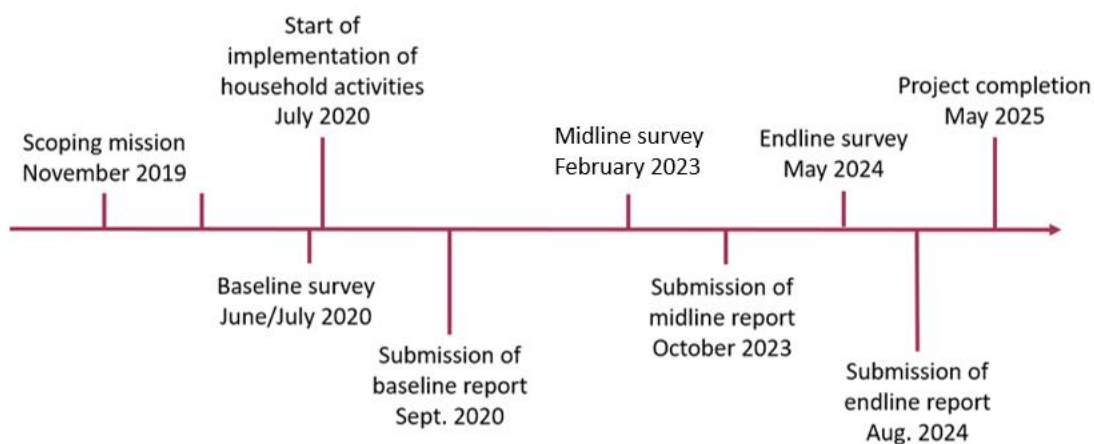 Scoping mission
November 2019
Start of
implementation of
household activities
July 2020
Midline survey
February 2023
Endline survey
May 2024
Project completion
May 2025
Baseline survey
June/July 2020
Submission of
baseline report
Sept. 2020
Submission of
midline report
October 2023
Submission of
endline report
Aug. 2024